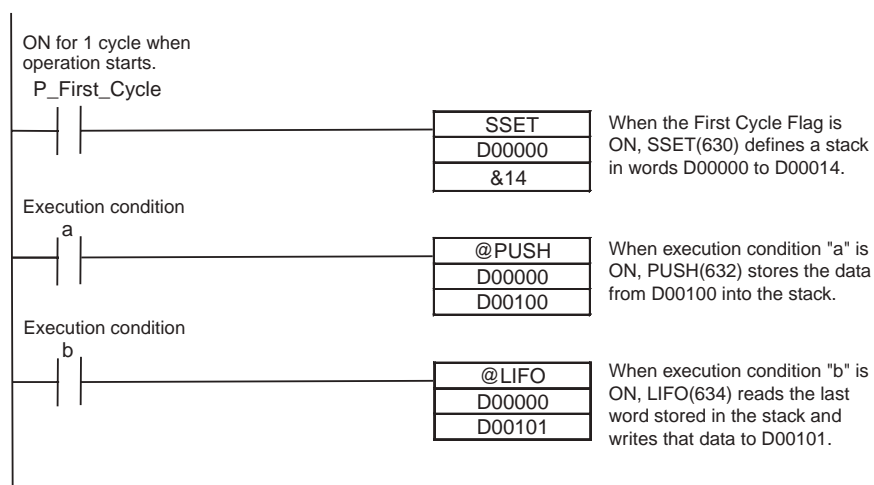 ON for 1 cycle when
operation starts.
P_First_Cycle
SSET
D00000
&14
When the First Cycle Flag is
ON, SSET(630) defines a stack
in words D00000 to D00014.
Execution condition
a
@PUSH
D00000
D00100
When execution condition "a" is
ON, PUSH(632) stores the data
from D00100 into the stack.
Execution condition
b
@LIFO
D00000
D00101
When execution condition "b" is
ON, LIFO(634) reads the last
word stored in the stack and
writes that data to D00101.